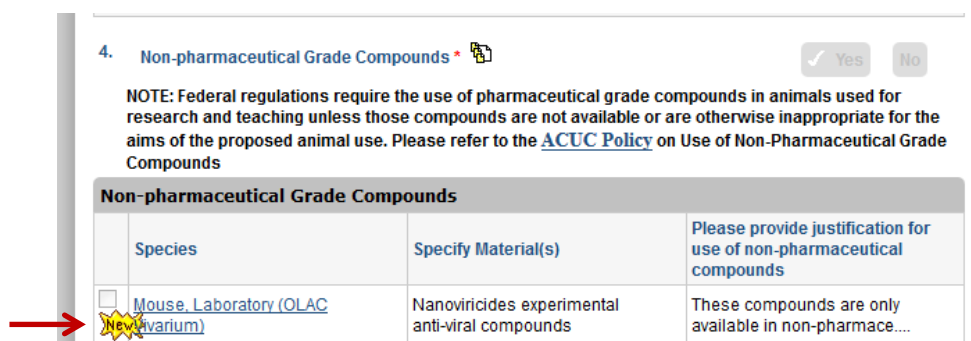 4. Non-pharmaceutical Grade Compounds *
✓ Yes No
NOTE: Federal regulations require the use of pharmaceutical grade compounds in animals used for
research and teaching unless those compounds are not available or are otherwise inappropriate for the
aims of the proposed animal use. Please refer to the ACUC Policy on Use of Non-Pharmaceutical Grade
Compounds
Non-pharmaceutical Grade Compounds
Species
Specify Material(s)
Please provide justification for
use of non-pharmaceutical
compounds
Mouse, Laboratory (OLAC
New! ivarium)
Nanoviricides experimental
anti-viral compounds
These compounds are only
available in non-pharmace....